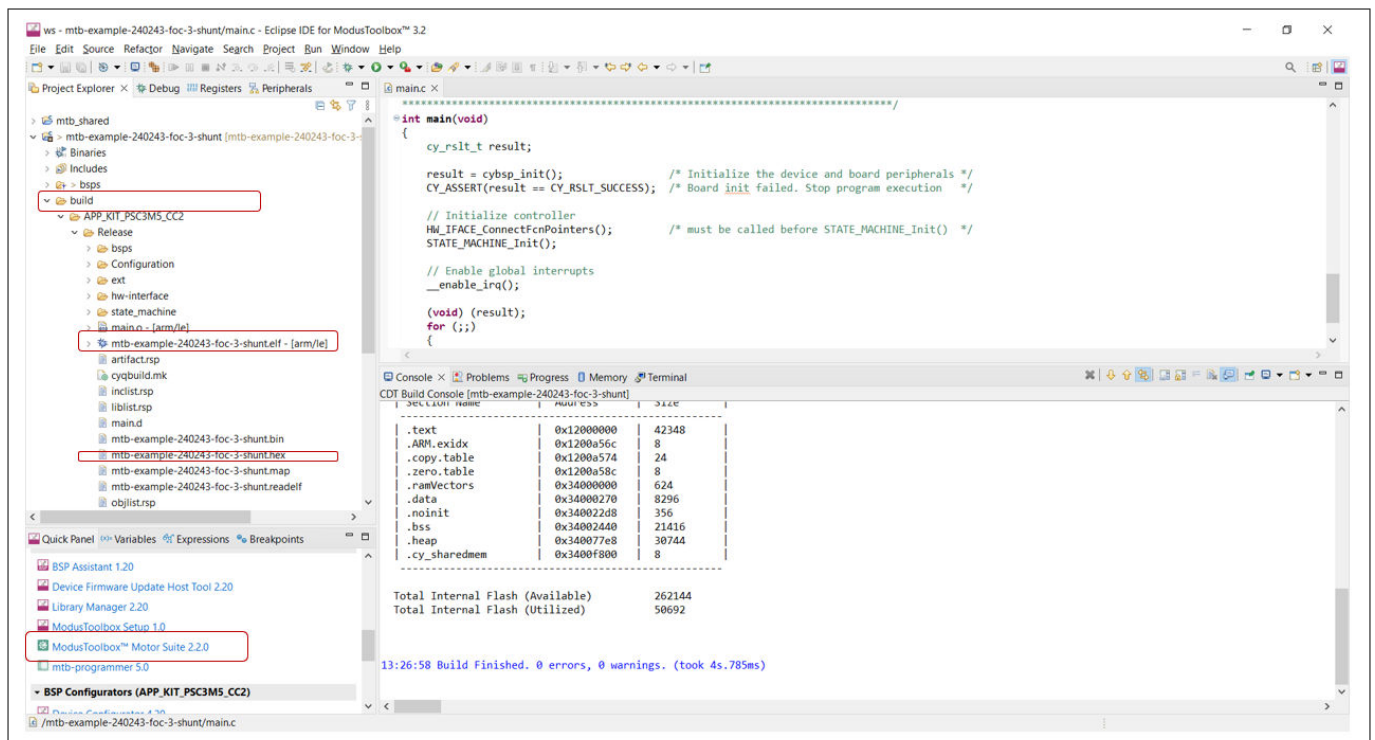 ws - mtb-example-240243-foc-3-shunt/main.c - Eclipse IDE for ModusToolbox™ 3.2
File Edit Source Refactor Navigate Search Project Run Window Help
Project Explorer Debug Registers Peripherals
mtb_shared
> mtb-example-240243-foc-3-shunt [mtb-example-240243-foc-3-
Binaries
Includes
> bsps
build
APP_KIT_PSC3M5_CC2
Release
bsps
Configuration
ext
hw-interface
state_machine
main.o - [arm/le]
mtb-example-240243-foc-3-shunt.elf - [arm/le]
artifact.rsp
cyqbuild.mk
inclist.rsp
liblist.rsp
main.d
mtb-example-240243-foc-3-shunt.bin
mtb-example-240243-foc-3-shunt.hex
mtb-example-240243-foc-3-shunt.map
mtb-example-240243-foc-3-shunt.readelf
objlist.rsp
Quick Panel Variables Expressions Breakpoints
BSP Assistant 1.20
Device Firmware Update Host Tool 2.20
Library Manager 2.20
ModusToolbox Setup 1.0
ModusToolbox™ Motor Suite 2.2.0
mtb-programmer 5.0
BSP Configurators (APP_KIT_PSC3M5_CC2)
Device Configurator 4.20
/mtb-example-240243-foc-3-shunt/main.c
main.c
*******************************************************************************/
int main(void)
{
cy_rslt_t result;
result = cybsp_init(); /* Initialize the device and board peripherals */
CY_ASSERT(result == CY_RSLT_SUCCESS); /* Board init failed. Stop program execution */
// Initialize controller
HW_IFACE_ConnectFcnPointers(); /* must be called before STATE_MACHINE_Init() */
STATE_MACHINE_Init();
// Enable global interrupts
__enable_irq();
(void) (result);
for (;;)
{
Console Problems Progress Memory Terminal
CDT Build Console [mtb-example-240243-foc-3-shunt]
| Section Name | Address | Size |
| .text | 0x12000000 | 42348 |
| .ARM.exidx | 0x1200a56c | 8 |
| .copy.table | 0x1200a574 | 24 |
| .zero.table | 0x1200a58c | 8 |
| .ramVectors | 0x34000000 | 624 |
| .data | 0x34000270 | 8296 |
| .noinit | 0x340022d8 | 356 |
| .bss | 0x34002440 | 21416 |
| .heap | 0x340077e8 | 30744 |
| .cy_sharedmem | 0x3400f800 | 8 |
Total Internal Flash (Available) 262144
Total Internal Flash (Utilized) 50692
13:26:58 Build Finished. 0 errors, 0 warnings. (took 4s.785ms)